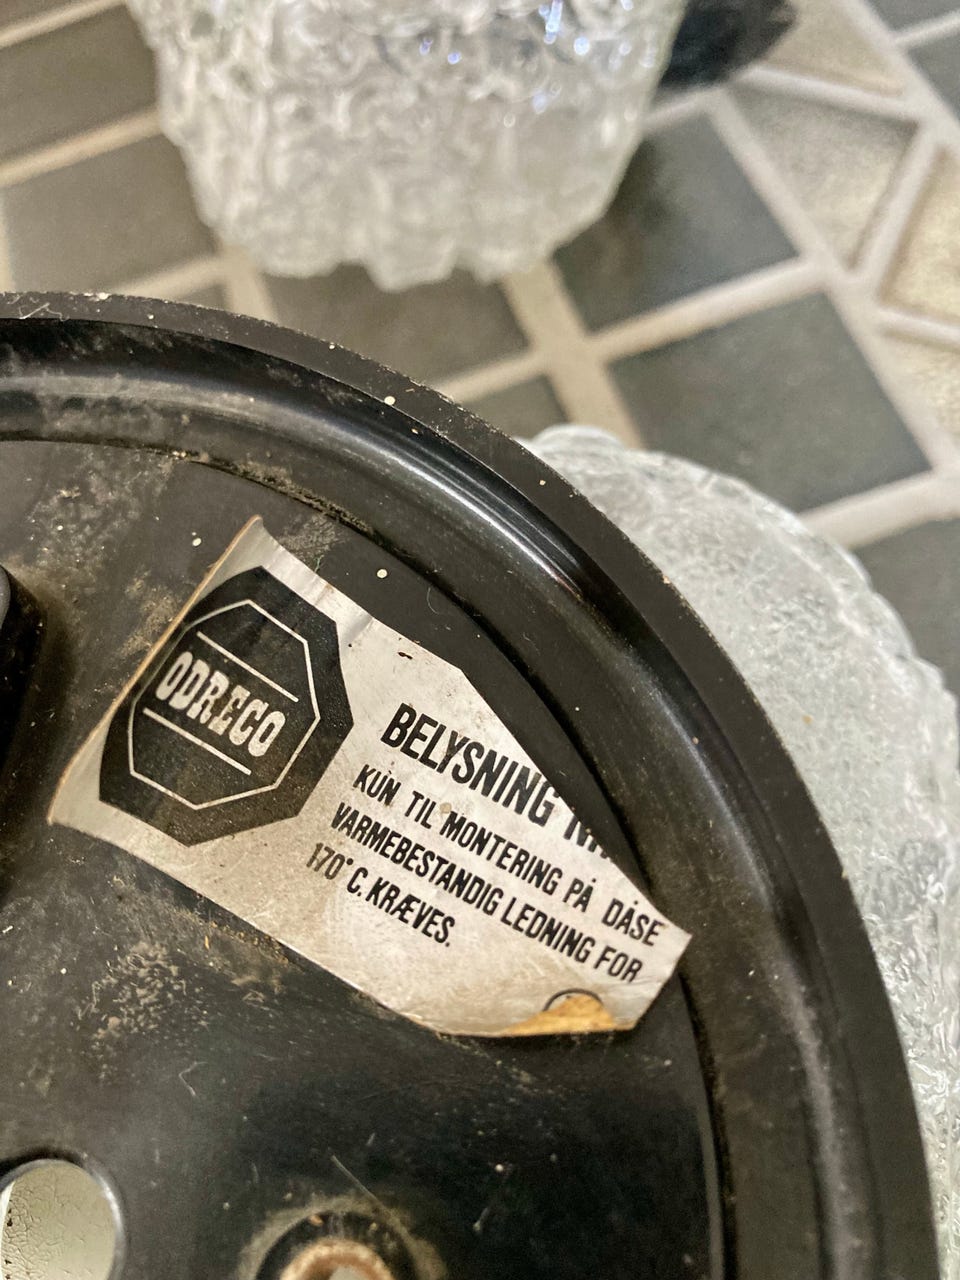 ODRECO
BELYSNING
KUN TIL MONTERING PÅ DÅSE
VARMEBESTANDIG LEDNING FOR
170° C. KRÆVES.